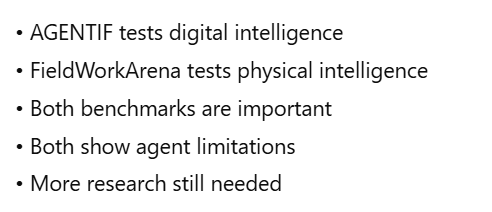 • AGENTIF tests digital intelligence
• FieldWorkArena tests physical intelligence
• Both benchmarks are important
• Both show agent limitations
• More research still needed